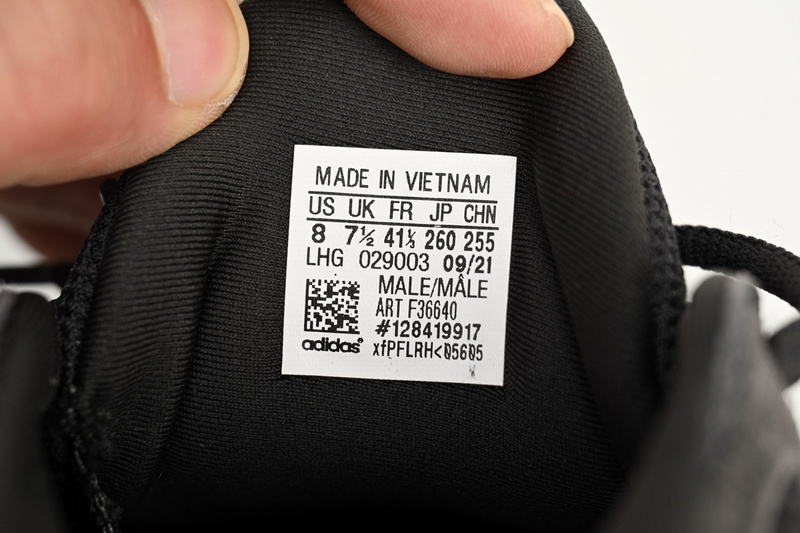 MADE IN VIETNAM
US UK FR JP CHN
8 7½ 41⅓ 260 255
LHG 029003 09/21
MALE/MÂLE
ART F36640
#128419917
adidas® xfPFLRH<05605